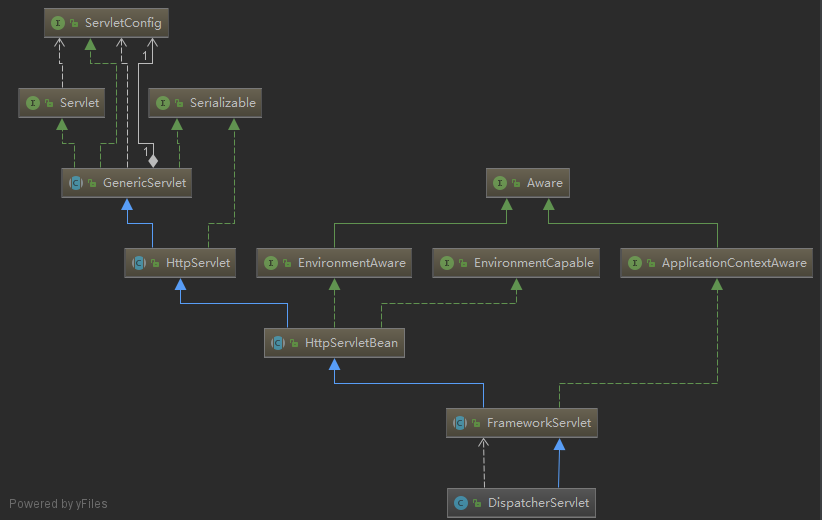 I ServletConfig
1
I Servlet
I Serializable
1
C GenericServlet
I Aware
C HttpServlet
I EnvironmentAware
I EnvironmentCapable
I ApplicationContextAware
C HttpServletBean
C FrameworkServlet
C DispatcherServlet
Powered by yFiles